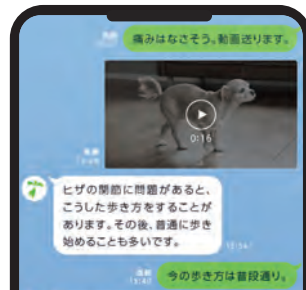 痛みはなさそう。動画送ります。
0:16
ヒザの関節に問題があると、
こうした歩き方をすることが
あります。その後、普通に歩き
始めることも多いです。
今の歩き方は普段通り。